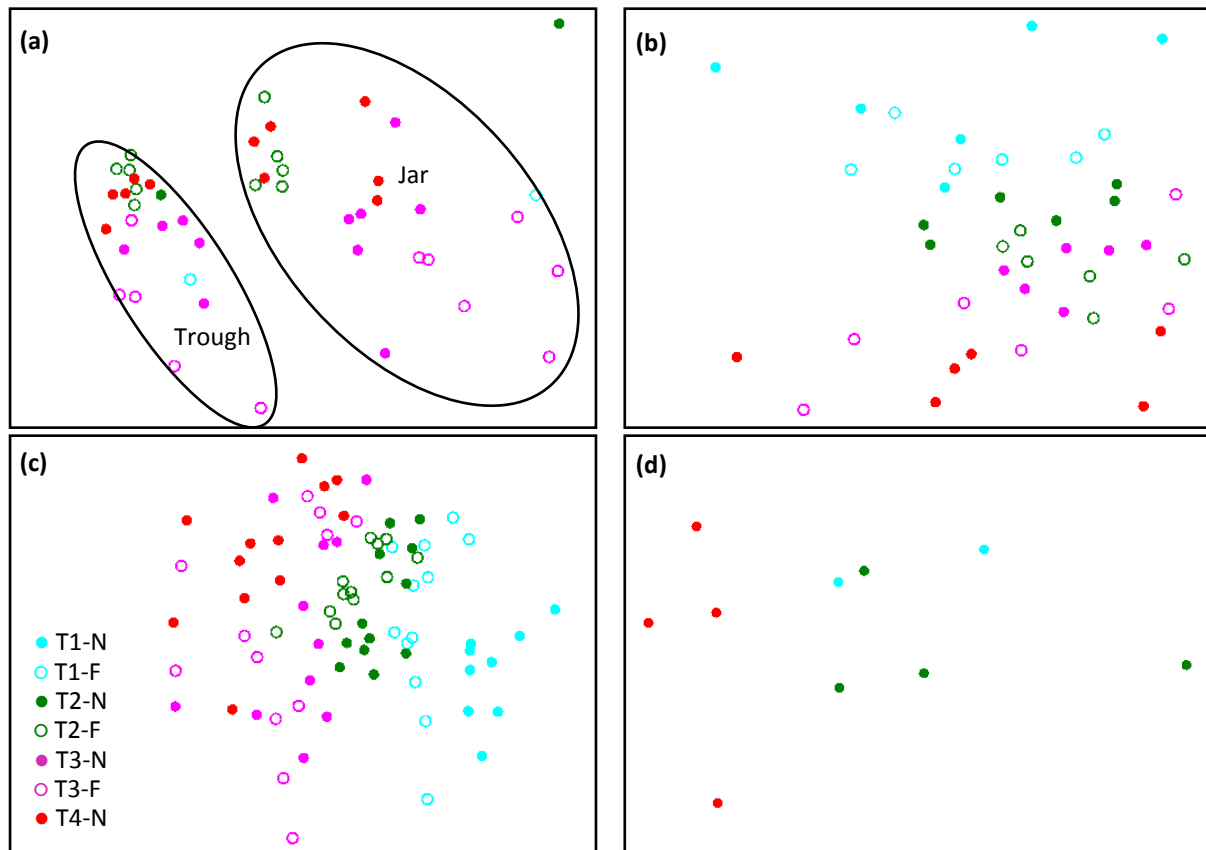 (a)
Jar
Trough
(b)
(c)
T1-N
T1-F
T2-N
T2-F
T3-N
T3-F
T4-N
(d)